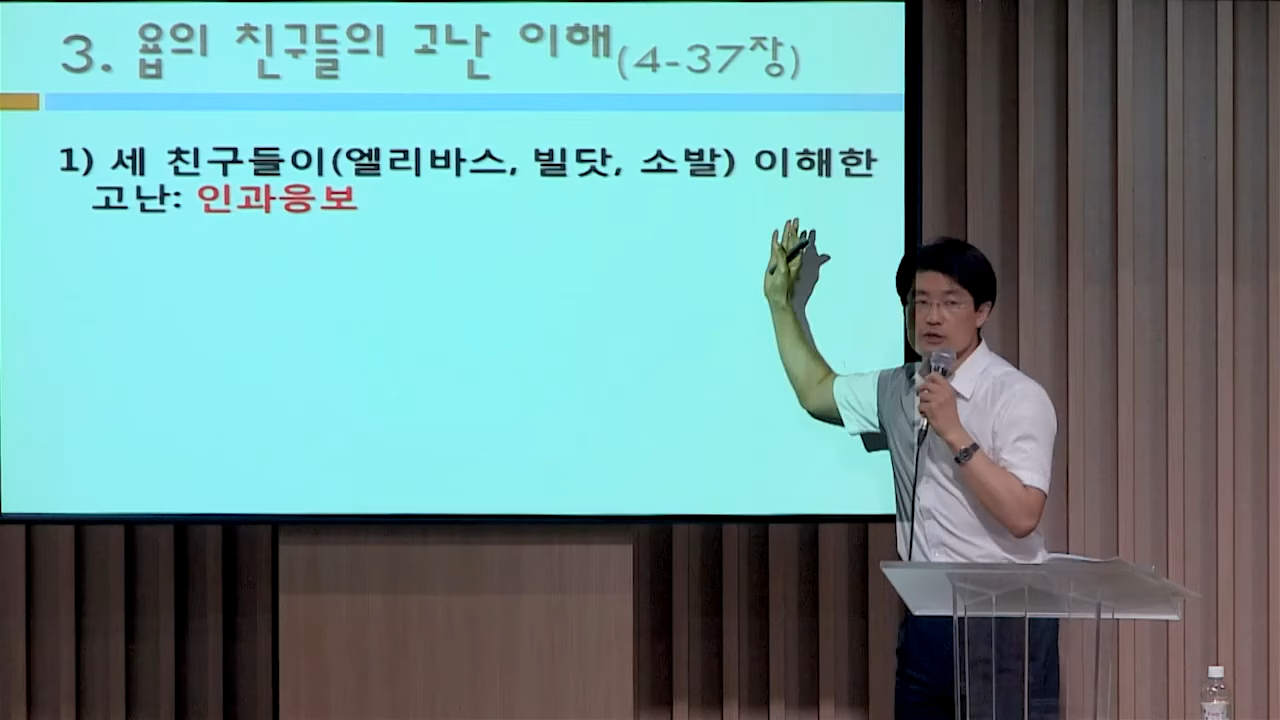 3. 욥의 친구들의 고난 이해(4-37장)
1) 세 친구들이(엘리바스, 빌닷, 소발) 이해한
고난: 인과응보